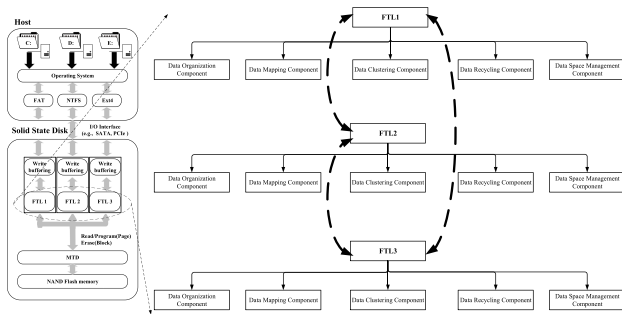 Host
C:
D:
E:
Operating System
FAT
NTFS
Ext4
I/O Interface
(e.g., SATA, PCIe )
Solid State Disk
Write
buffering
Write
buffering
Write
buffering
FTL 1
FTL 2
FTL 3
Read/Program(Page)
Erase(Block)
MTD
NAND Flash memory
FTL1
Data Organization
Component
Data Mapping Component
Data Clustering Component
Data Recycling Component
Data Space Management
Component
FTL2
Data Organization
Component
Data Mapping Component
Data Clustering Component
Data Recycling Component
Data Space Management
Component
FTL3
Data Organization
Component
Data Mapping Component
Data Clustering Component
Data Recycling Component
Data Space Management
Component